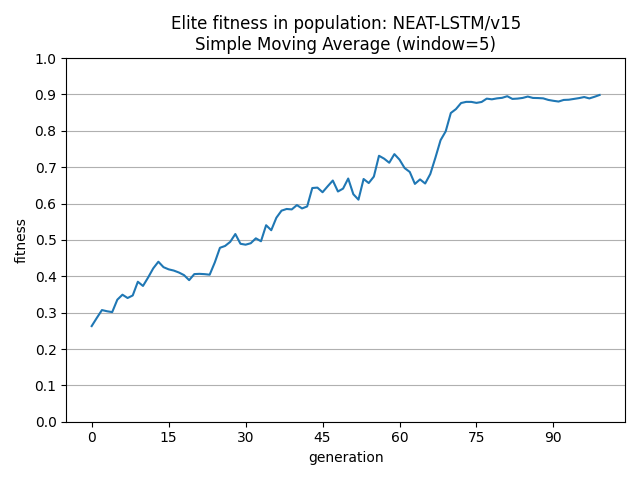 Elite fitness in population: NEAT-LSTM/v15
Simple Moving Average (window=5)
1.0
0.9
0.8
0.7
0.6
0.5
0.4
0.3
0.2
0.1
0.0
fitness
0 15 30 45 60 75 90
generation